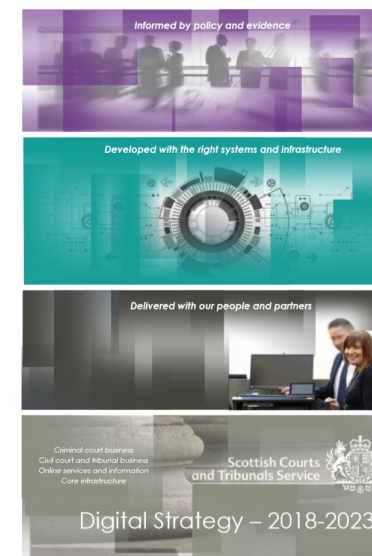 Informed by policy and evidence
Developed with the right systems and infrastructure
Delivered with our people and partners
Criminal court business
Civil court and tribunal business
Online services and information
Core infrastructure
Scottish Courts
and Tribunals Service
Digital Strategy – 2018-2023